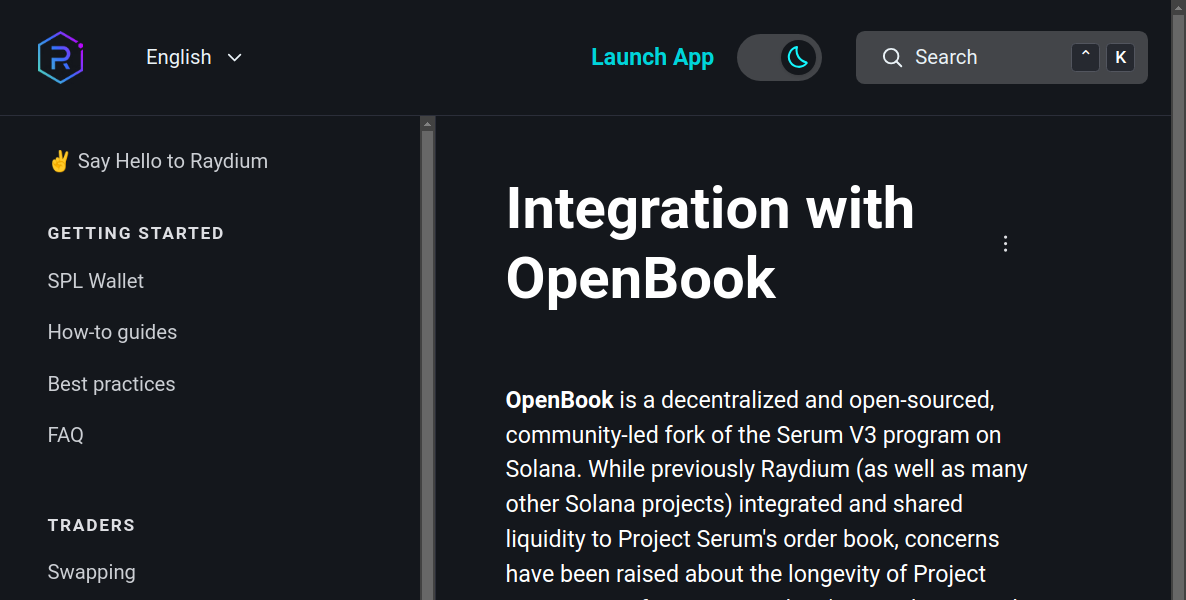 English
Launch App
Search
^ K
✌️ Say Hello to Raydium
GETTING STARTED
SPL Wallet
How-to guides
Best practices
FAQ
TRADERS
Swapping
Integration with
OpenBook
OpenBook is a decentralized and open-sourced,
community-led fork of the Serum V3 program on
Solana. While previously Raydium (as well as many
other Solana projects) integrated and shared
liquidity to Project Serum's order book, concerns
have been raised about the longevity of Project